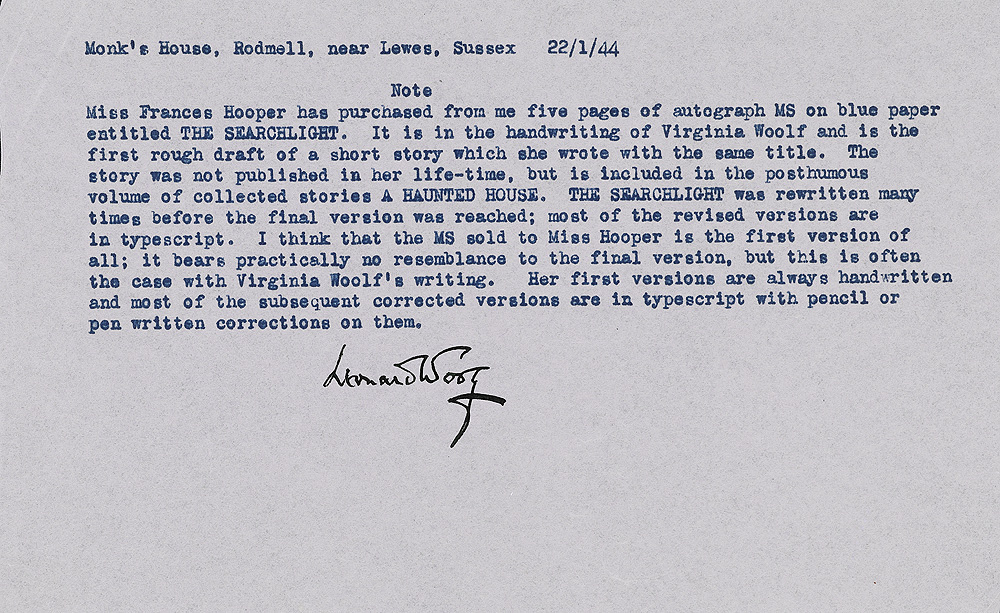 Monk's House, Rodmell, near Lewes, Sussex 22/1/44
Note
Miss Frances Hooper has purchased from me five pages of autograph MS on blue paper
entitled THE SEARCHLIGHT. It is in the handwriting of Virginia Woolf and is the
first rough draft of a short story which she wrote with the same title. The
story was not published in her life-time, but is included in the posthumous
volume of collected stories A HAUNTED HOUSE. THE SEARCHLIGHT was rewritten many
times before the final version was reached; most of the revised versions are
in typescript. I think that the MS sold to Miss Hooper is the first version of
all; it bears practically no resemblance to the final version, but this is often
the case with Virginia Woolf's writing. Her first versions are always handwritten
and most of the subsequent corrected versions are in typescript with pencil or
pen written corrections on them.
Leonard Woolf